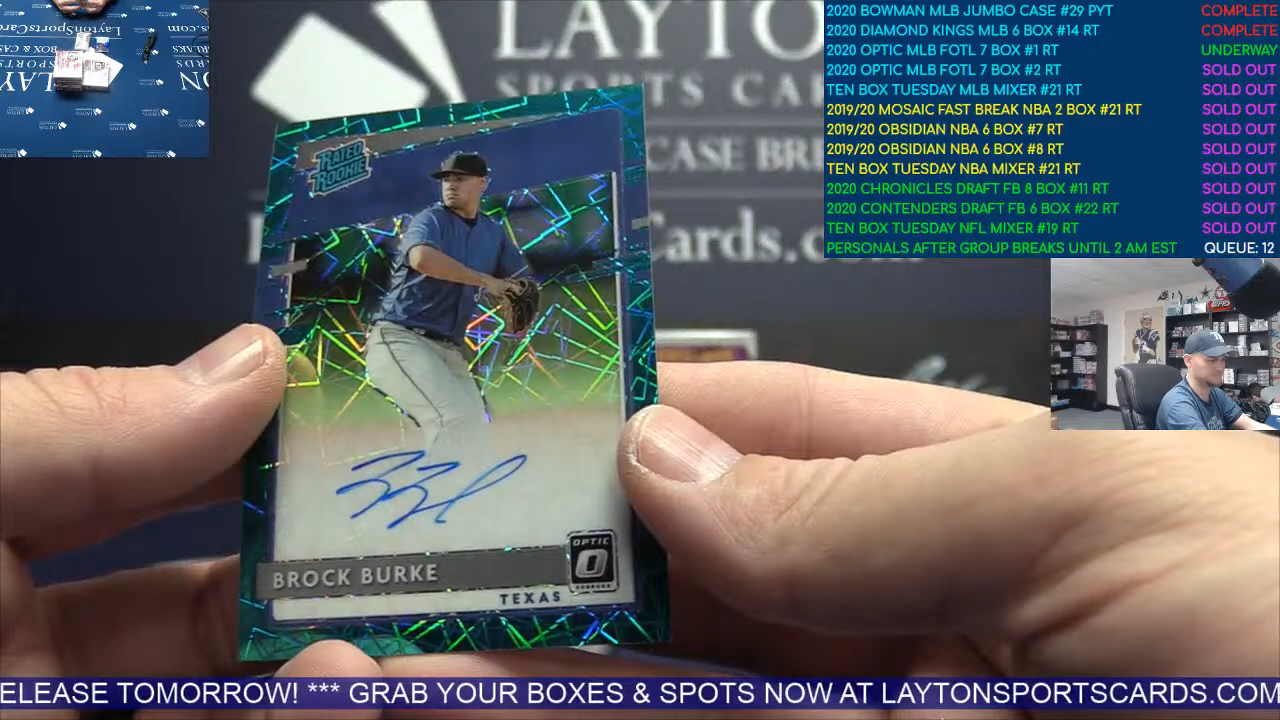 LAYTO
SPORTS CA
CASE BRE
Cards.com
RATED
ROOKIE
BROCK BURKE
OPTIC
DONRUSS
TEXAS
2020 BOWMAN MLB JUMBO CASE #29 PYT COMPLETE
2020 DIAMOND KINGS MLB 6 BOX #14 RT COMPLETE
2020 OPTIC MLB FOTL 7 BOX #1 RT UNDERWAY
2020 OPTIC MLB FOTL 7 BOX #2 RT SOLD OUT
TEN BOX TUESDAY MLB MIXER #21 RT SOLD OUT
2019/20 MOSAIC FAST BREAK NBA 2 BOX #21 RT SOLD OUT
2019/20 OBSIDIAN NBA 6 BOX #7 RT SOLD OUT
2019/20 OBSIDIAN NBA 6 BOX #8 RT SOLD OUT
TEN BOX TUESDAY NBA MIXER #21 RT SOLD OUT
2020 CHRONICLES DRAFT FB 8 BOX #11 RT SOLD OUT
2020 CONTENDERS DRAFT FB 6 BOX #22 RT SOLD OUT
TEN BOX TUESDAY NFL MIXER #19 RT SOLD OUT
PERSONALS AFTER GROUP BREAKS UNTIL 2 AM EST QUEUE: 12
ELEASE TOMORROW! *** GRAB YOUR BOXES & SPOTS NOW AT LAYTONSPORTSCARDS.COM